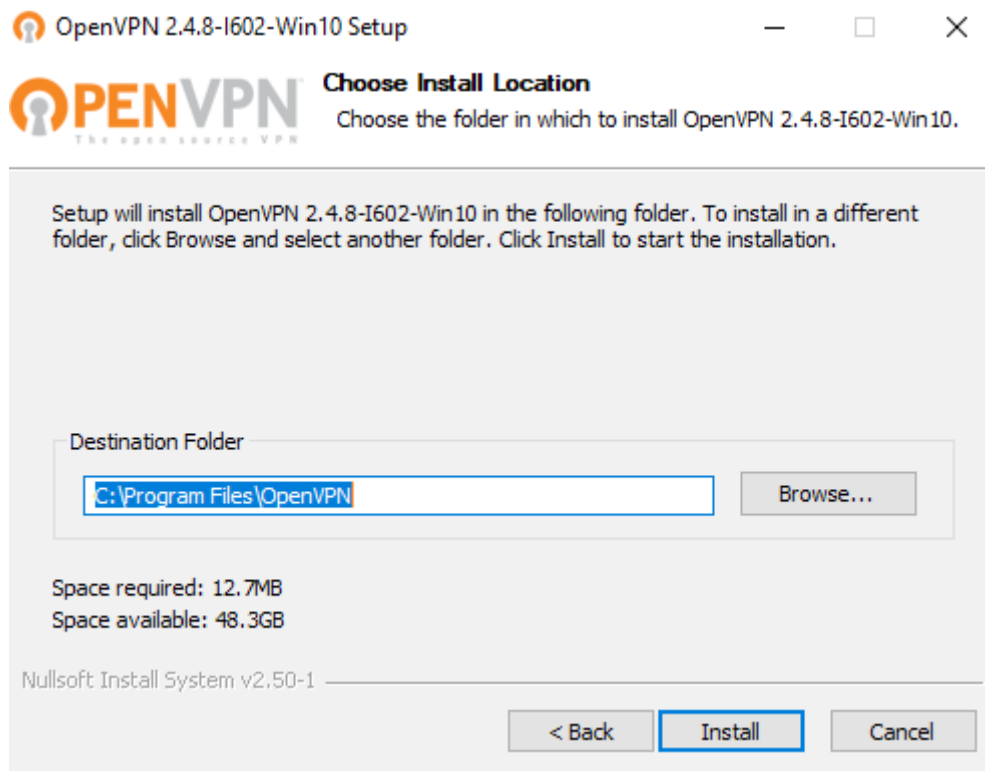 OpenVPN 2.4.8-I602-Win10 Setup
OPENVPN
The open source VPN
Choose Install Location
Choose the folder in which to install OpenVPN 2.4.8-I602-Win10.
Setup will install OpenVPN 2.4.8-I602-Win10 in the following folder. To install in a different
folder, click Browse and select another folder. Click Install to start the installation.
Destination Folder
C:\Program Files\OpenVPN
Browse...
Space required: 12.7MB
Space available: 48.3GB
Nullsoft Install System v2.50-1
< Back
Install
Cancel